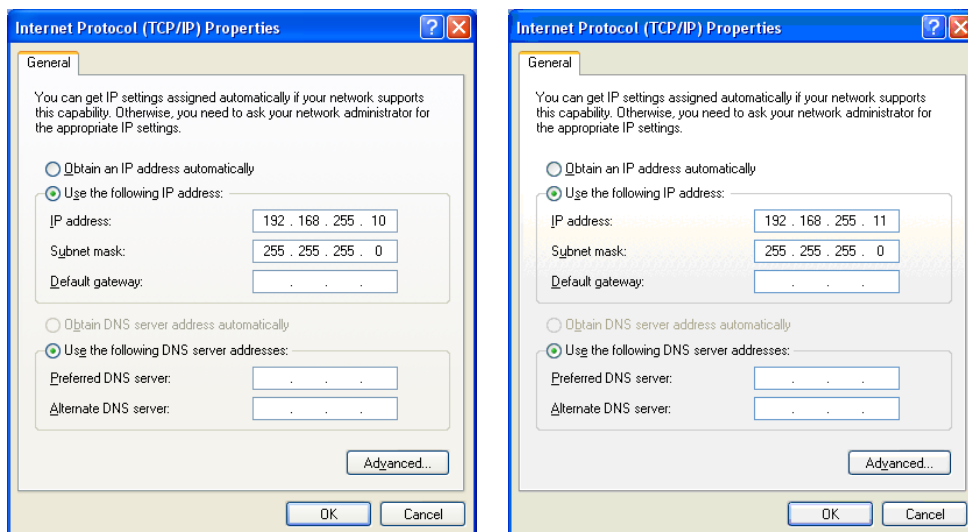 Internet Protocol (TCP/IP) Properties
General
You can get IP settings assigned automatically if your network supports
this capability. Otherwise, you need to ask your network administrator for
the appropriate IP settings.
Obtain an IP address automatically
Use the following IP address:
IP address: 192 . 168 . 255 . 10
Subnet mask: 255 . 255 . 255 . 0
Default gateway: . . .
Obtain DNS server address automatically
Use the following DNS server addresses:
Preferred DNS server: . . .
Alternate DNS server: . . .
Advanced...
OK Cancel
Internet Protocol (TCP/IP) Properties
General
You can get IP settings assigned automatically if your network supports
this capability. Otherwise, you need to ask your network administrator for
the appropriate IP settings.
Obtain an IP address automatically
Use the following IP address:
IP address: 192 . 168 . 255 . 11
Subnet mask: 255 . 255 . 255 . 0
Default gateway: . . .
Obtain DNS server address automatically
Use the following DNS server addresses:
Preferred DNS server: . . .
Alternate DNS server: . . .
Advanced...
OK Cancel